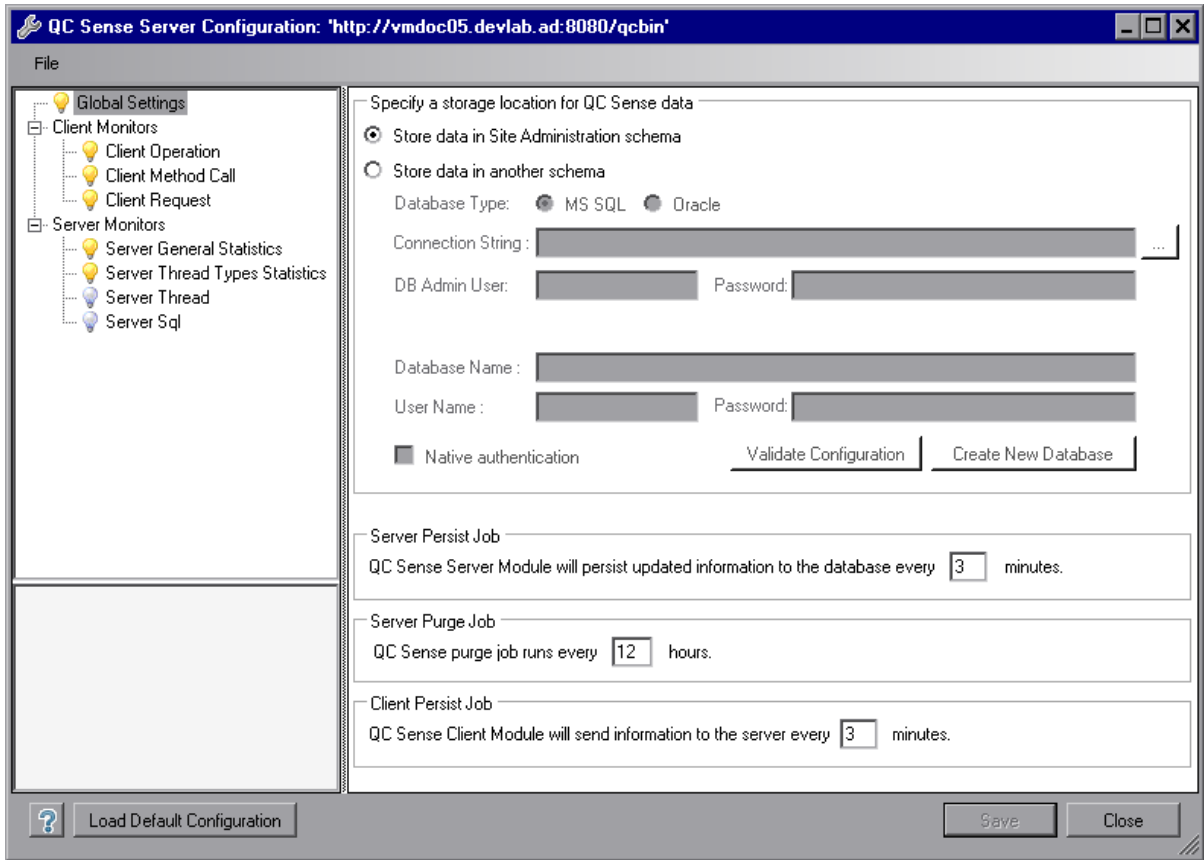 QC Sense Server Configuration: 'http://vmdoc05.devlab.ad:8080/qcbin'
File
Global Settings
Client Monitors
Client Operation
Client Method Call
Client Request
Server Monitors
Server General Statistics
Server Thread Types Statistics
Server Thread
Server Sql
Specify a storage location for QC Sense data
Store data in Site Administration schema
Store data in another schema
Database Type: MS SQL Oracle
Connection String : ...
DB Admin User: Password:
Database Name :
User Name : Password:
Native authentication Validate Configuration Create New Database
Server Persist Job
QC Sense Server Module will persist updated information to the database every 3 minutes.
Server Purge Job
QC Sense purge job runs every 12 hours.
Client Persist Job
QC Sense Client Module will send information to the server every 3 minutes.
? Load Default Configuration Save Close